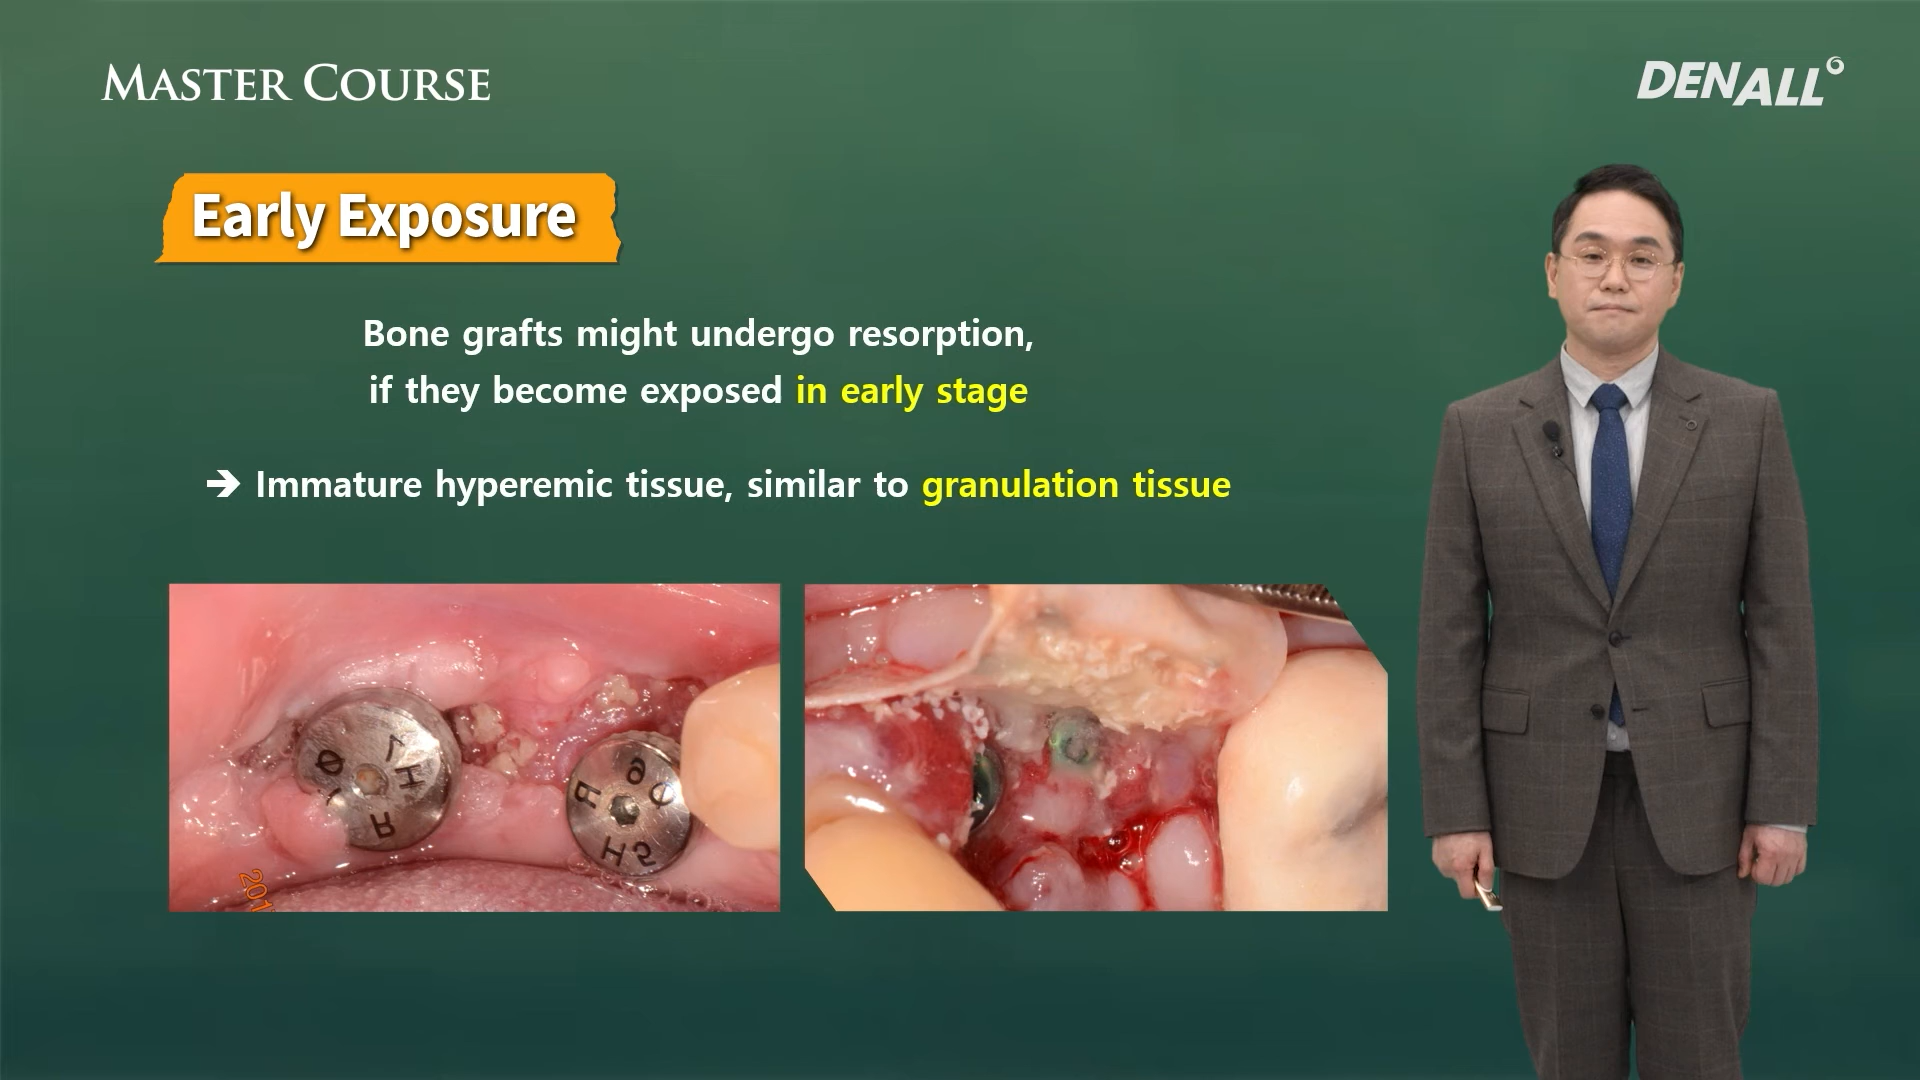 MASTER COURSE
DENALL
Early Exposure
Bone grafts might undergo resorption,
if they become exposed in early stage
➔ Immature hyperemic tissue, similar to granulation tissue
201